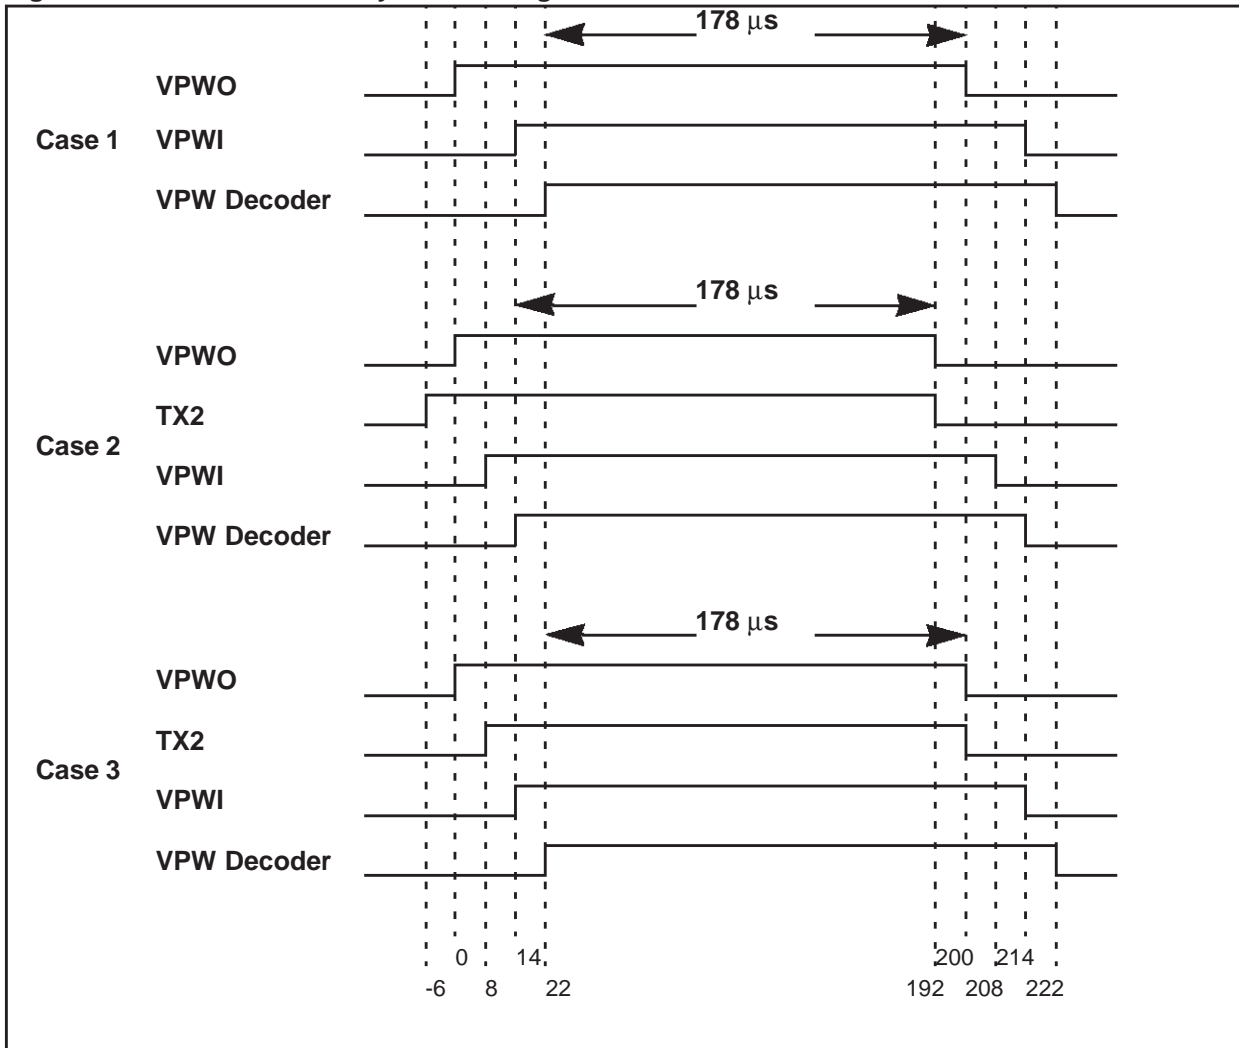 178 μs
VPWO
Case 1 VPWI
VPW Decoder
178 μs
VPWO
TX2
Case 2
VPWI
VPW Decoder
178 μs
VPWO
TX2
Case 3
VPWI
VPW Decoder
0 14 200 214
-6 8 22 192 208 222